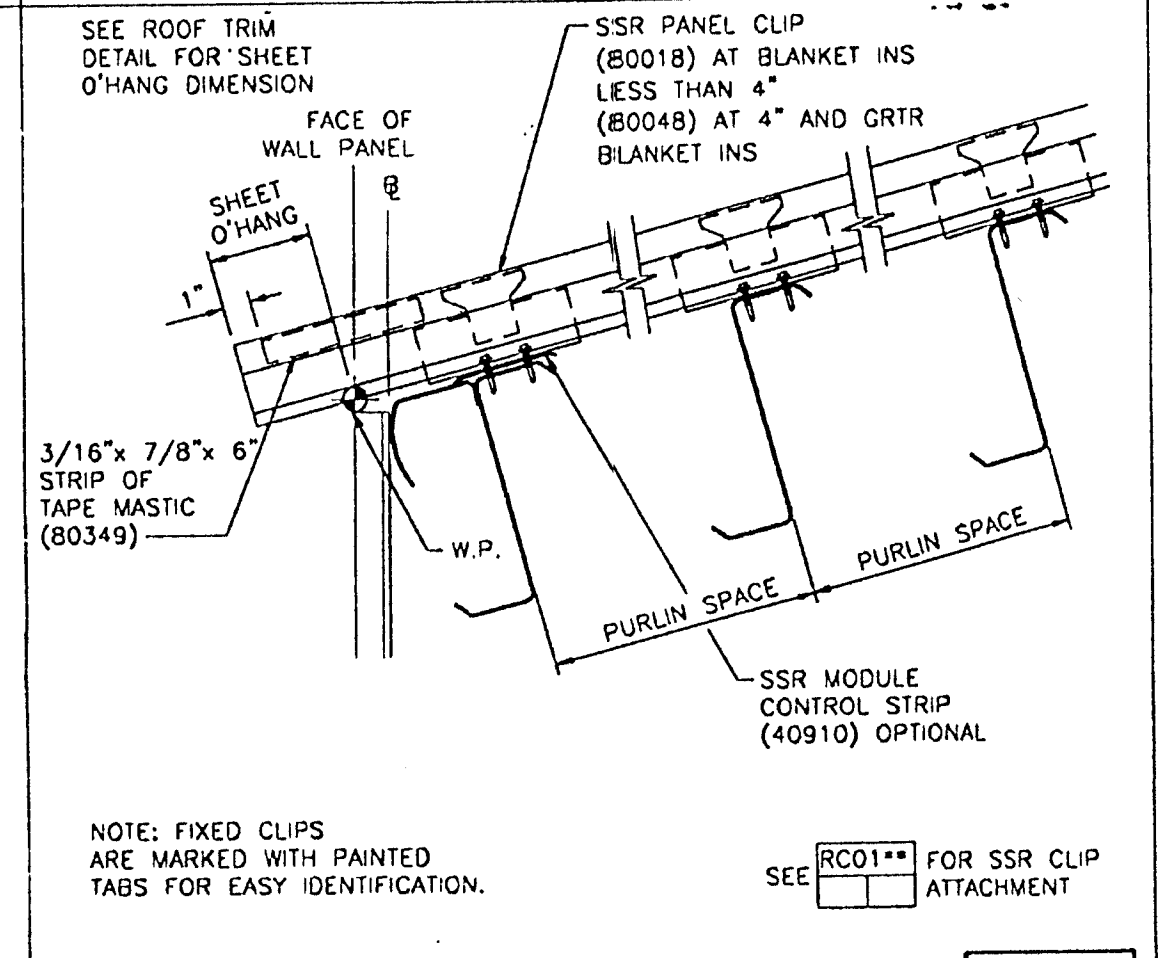 SEE ROOF TRIM
DETAIL FOR SHEET
O'HANG DIMENSION
SSR PANEL CLIP
(80018) AT BLANKET INS
LESS THAN 4"
(80048) AT 4" AND GRTR
BLANKET INS
FACE OF
WALL PANEL
SHEET
O'HANG
1"
3/16"x 7/8"x 6"
STRIP OF
TAPE MASTIC
(80349)
W.P.
PURLIN SPACE
PURLIN SPACE
SSR MODULE
CONTROL STRIP
(40910) OPTIONAL
NOTE: FIXED CLIPS
ARE MARKED WITH PAINTED
TABS FOR EASY IDENTIFICATION.
SEE RC01** FOR SSR CLIP
ATTACHMENT